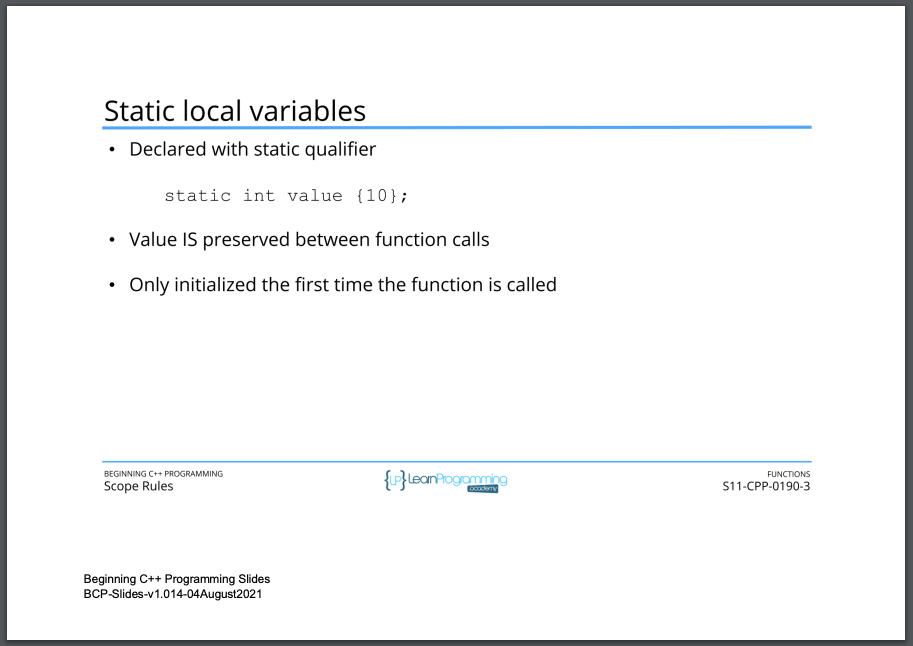 Static local variables
• Declared with static qualifier
static int value {10};
• Value IS preserved between function calls
• Only initialized the first time the function is called
BEGINNING C++ PROGRAMMING
Scope Rules
{LP} LearnProgramming
academy
FUNCTIONS
S11-CPP-0190-3
Beginning C++ Programming Slides
BCP-Slides-v1.014-04August2021